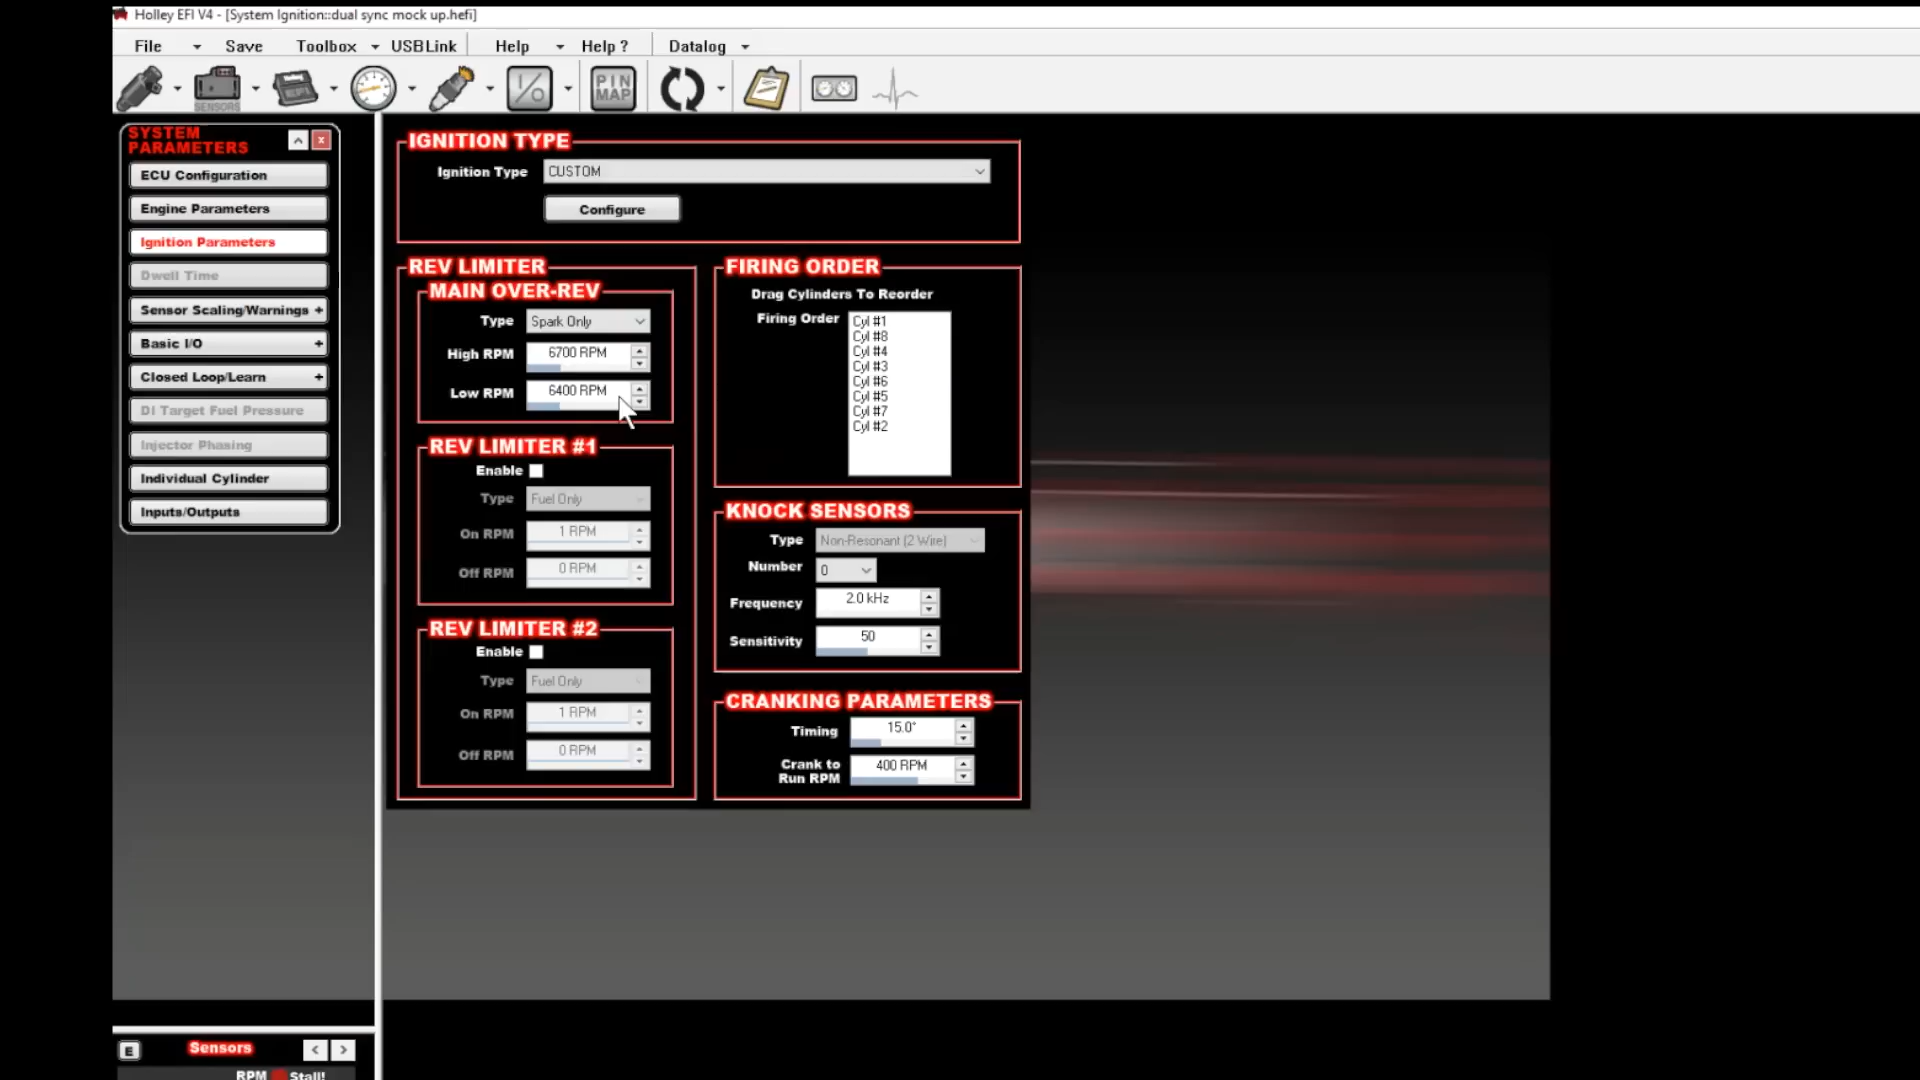 Holley EFI V4 - [System Ignition::dual sync mock up.hefi]
File Save Toolbox USBLink Help Help ? Datalog
SENSORS
EFI
I/O
PIN MAP
SYSTEM PARAMETERS
x
ECU Configuration
Engine Parameters
Ignition Parameters
Dwell Time
Sensor Scaling/Warnings +
Basic I/O +
Closed Loop/Learn +
DI Target Fuel Pressure
Injector Phasing
Individual Cylinder
Inputs/Outputs
IGNITION TYPE
Ignition Type CUSTOM
Configure
REV LIMITER
MAIN OVER-REV
Type Spark Only
High RPM 6700 RPM
Low RPM 6400 RPM
REV LIMITER #1
Enable
Type Fuel Only
On RPM 1 RPM
Off RPM 0 RPM
REV LIMITER #2
Enable
Type Fuel Only
On RPM 1 RPM
Off RPM 0 RPM
FIRING ORDER
Drag Cylinders To Reorder
Firing Order Cyl #1
Cyl #8
Cyl #4
Cyl #3
Cyl #6
Cyl #5
Cyl #7
Cyl #2
KNOCK SENSORS
Type Non-Resonant (2 Wire)
Number 0
Frequency 2.0 kHz
Sensitivity 50
CRANKING PARAMETERS
Timing 15.0°
Crank to Run RPM 400 RPM
E Sensors < >
RPM Stall!